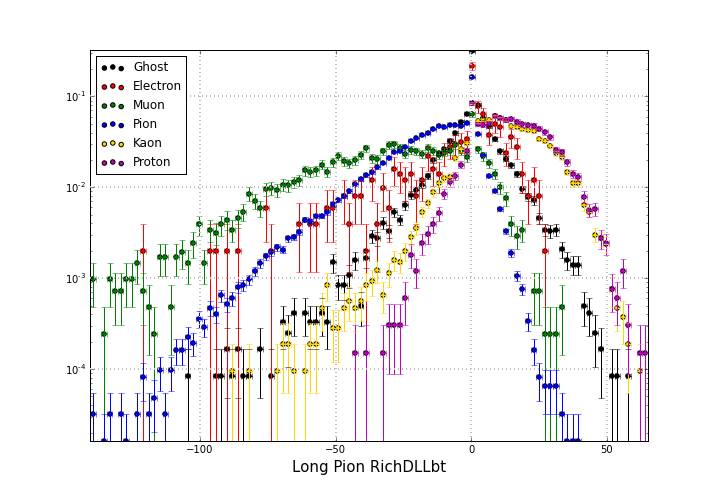 Ghost
Electron
Muon
Pion
Kaon
Proton
10⁻¹
10⁻²
10⁻³
10⁻⁴
−100 −50 0 50
Long Pion RichDLLbt